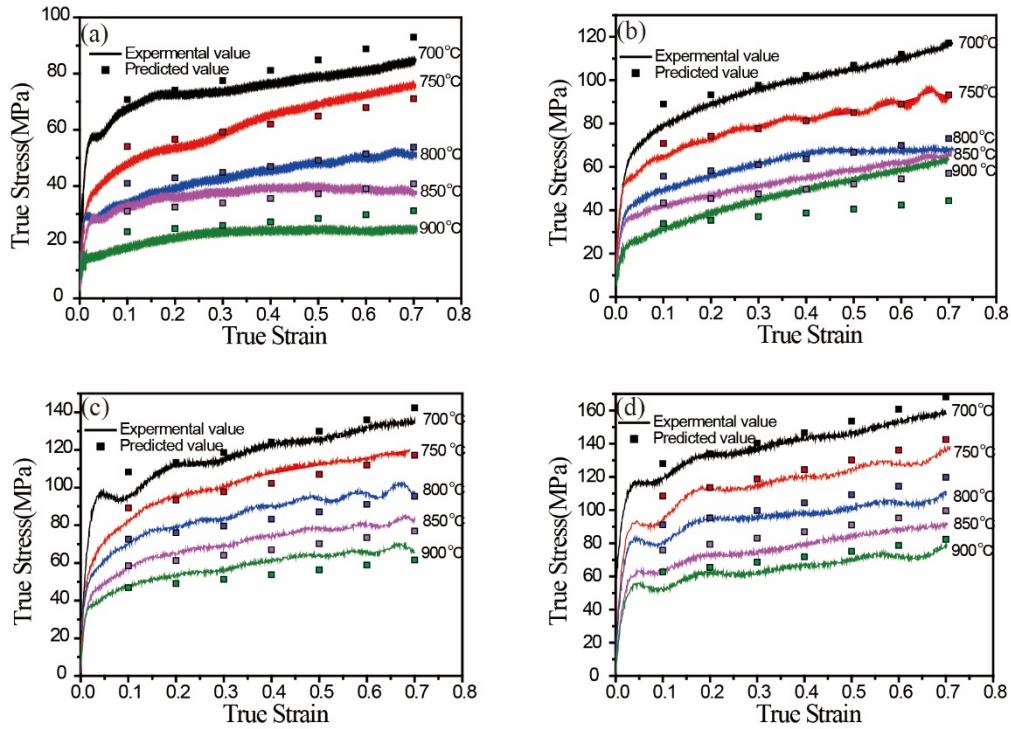 (a)
Expermental value
Predicted value
700°C
750°C
800°C
850°C
900°C
100
80
60
40
20
0
True Stress(MPa)
0.0 0.1 0.2 0.3 0.4 0.5 0.6 0.7 0.8
True Strain
(b)
Expermental value
Predicted value
700°C
750°C
800°C
850°C
900°C
120
100
80
60
40
20
0
True Stress(MPa)
0.0 0.1 0.2 0.3 0.4 0.5 0.6 0.7 0.8
True Strain
(c)
Expermental value
Predicted value
700°C
750°C
800°C
850°C
900°C
140
120
100
80
60
40
20
0
True Stress (MPa)
0.0 0.1 0.2 0.3 0.4 0.5 0.6 0.7 0.8
True Strain
(d)
Expermental value
Predicted value
700°C
750°C
800°C
850°C
900°C
160
140
120
100
80
60
40
20
0
True Stress (MPa)
0.0 0.1 0.2 0.3 0.4 0.5 0.6 0.7 0.8
True Strain